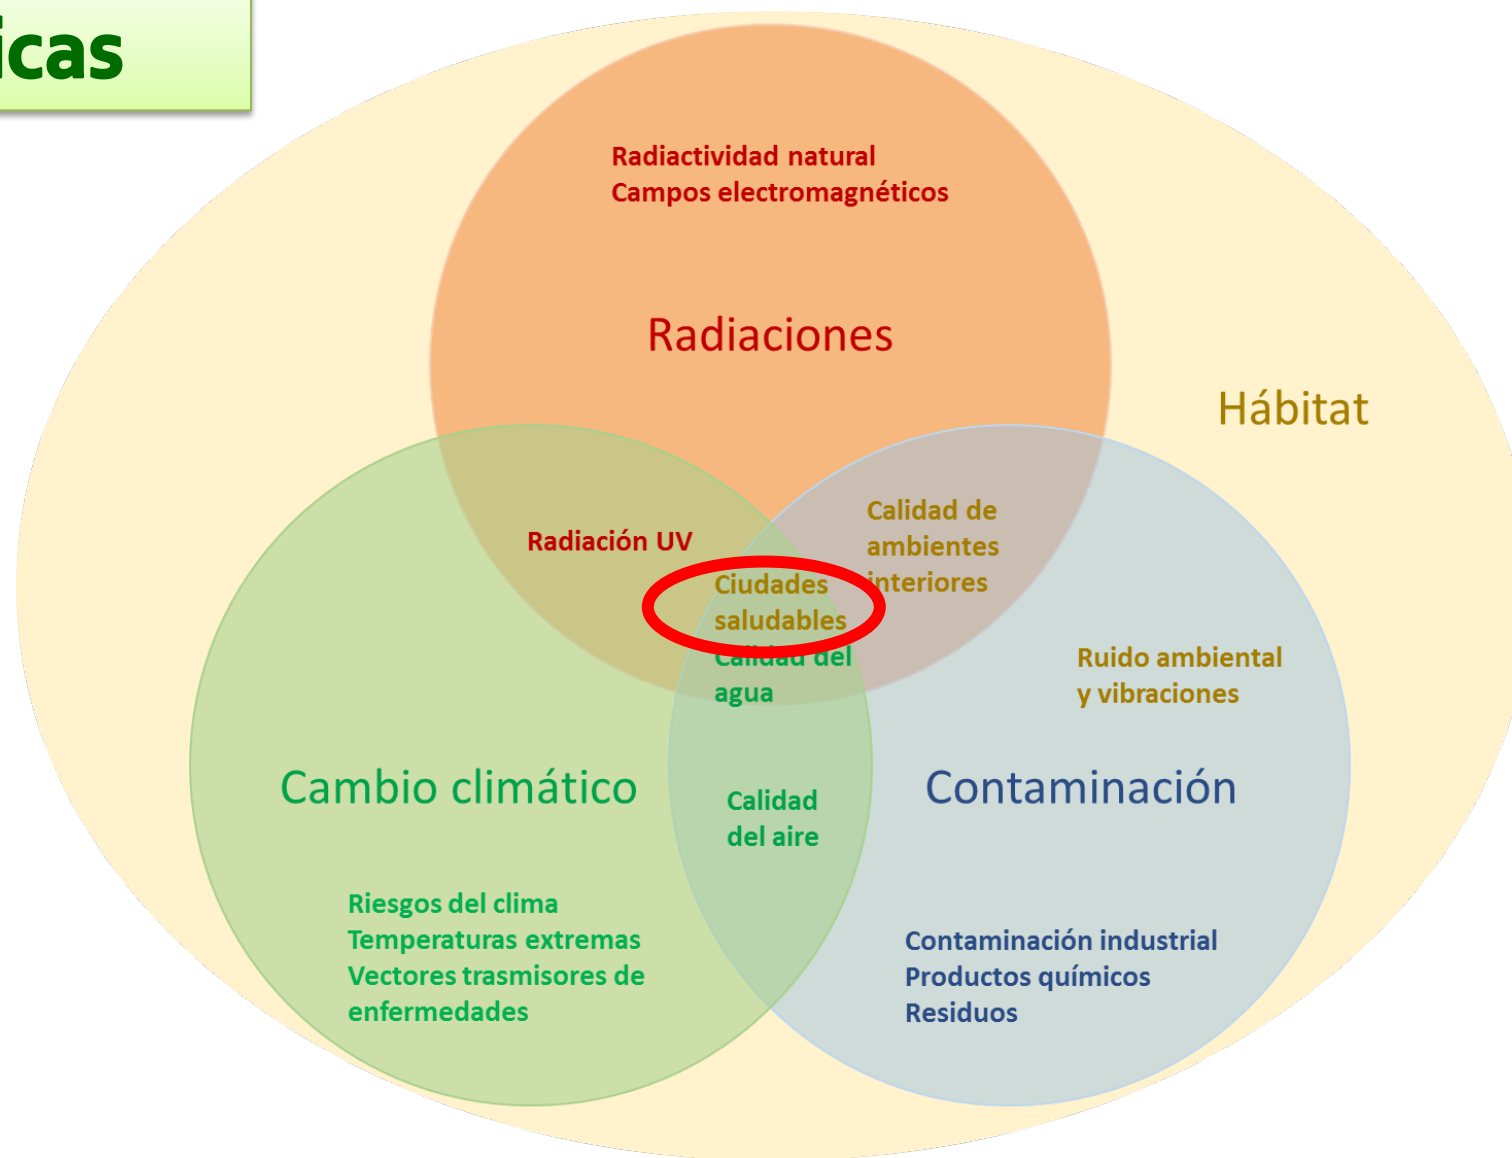 icas
Radiactividad natural
Campos electromagnéticos
Radiaciones
Hábitat
Calidad de
ambientes
interiores
Radiación UV
Ciudades
saludables
Calidad del
agua
Ruido ambiental
y vibraciones
Cambio climático
Contaminación
Calidad
del aire
Riesgos del clima
Temperaturas extremas
Vectores trasmisores de
enfermedades
Contaminación industrial
Productos químicos
Residuos